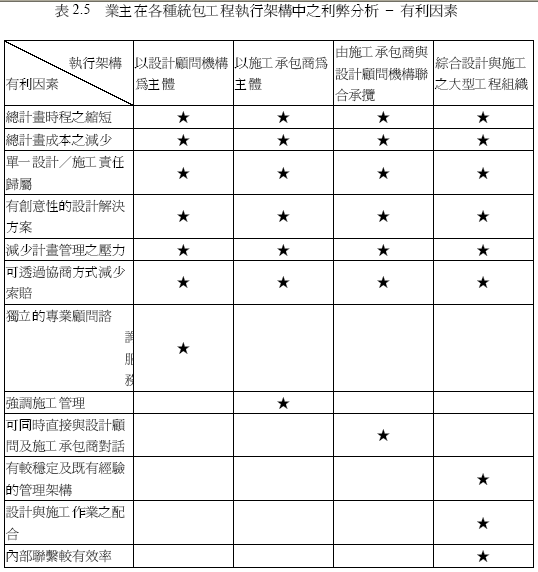 表 2.5　業主在各種統包工程執行架構中之利弊分析 － 有利因素
執行架構
有利因素
以設計顧問機構
爲主體
以施工承包商爲
主體
由施工承包商與
設計顧問機構聯
合承攬
綜合設計與施工
之大型工程組織
總計畫時程之縮短 ★ ★ ★ ★
總計畫成本之減少 ★ ★ ★ ★
單一設計／施工責任
歸屬 ★ ★ ★ ★
有創意性的設計解決
方案 ★ ★ ★ ★
減少計畫管理之壓力 ★ ★ ★ ★
可透過協商方式減少
索賠 ★ ★ ★ ★
獨立的專業顧問諮
詢
服
務
★
強調施工管理 ★
可同時直接與設計顧
問及施工承包商對話 ★
有較穩定及既有經驗
的管理架構 ★
設計與施工作業之配
合 ★
內部聯繫較有效率 ★